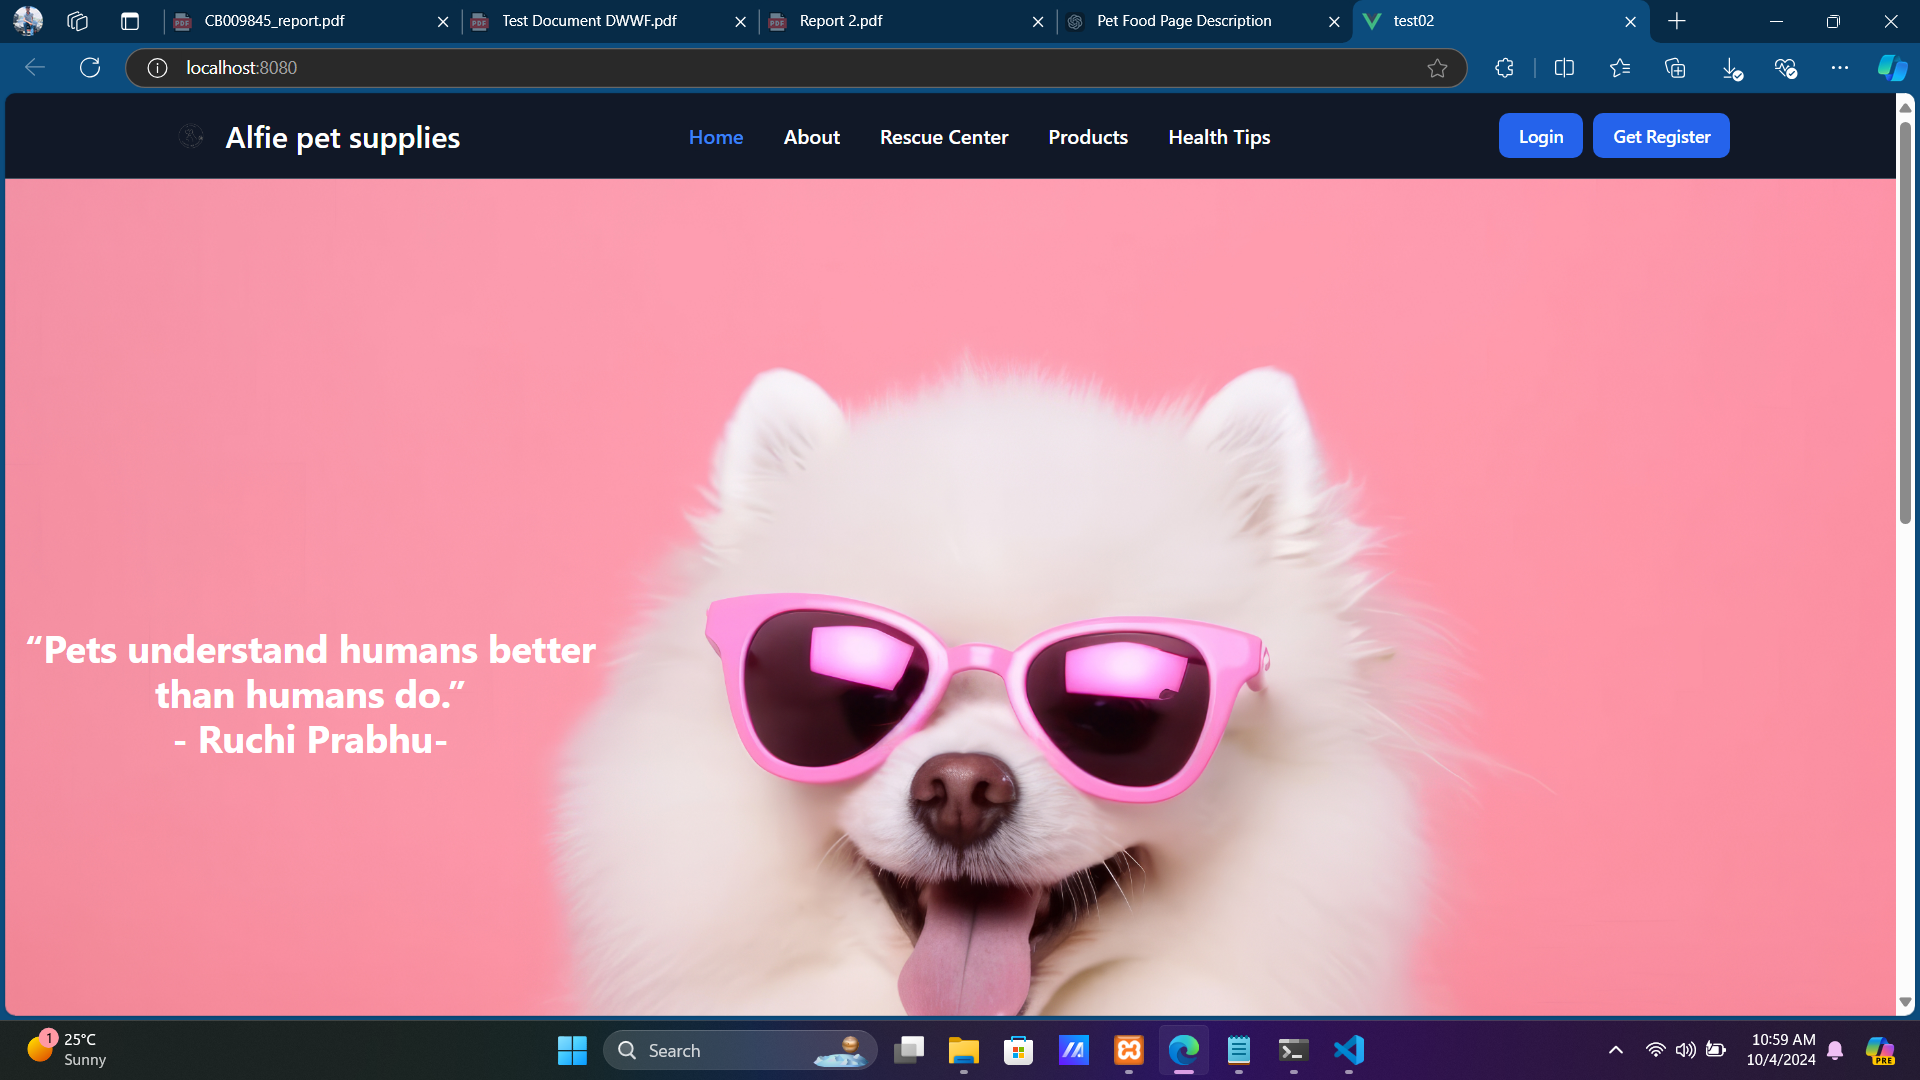 CB009845_report.pdf
Test Document DWWF.pdf
Report 2.pdf
Pet Food Page Description
test02
localhost:8080
Alfie pet supplies
Home
About
Rescue Center
Products
Health Tips
Login
Get Register
“Pets understand humans better
than humans do.”
- Ruchi Prabhu-
1
25°C
Sunny
Search
10:59 AM
10/4/2024
PRE